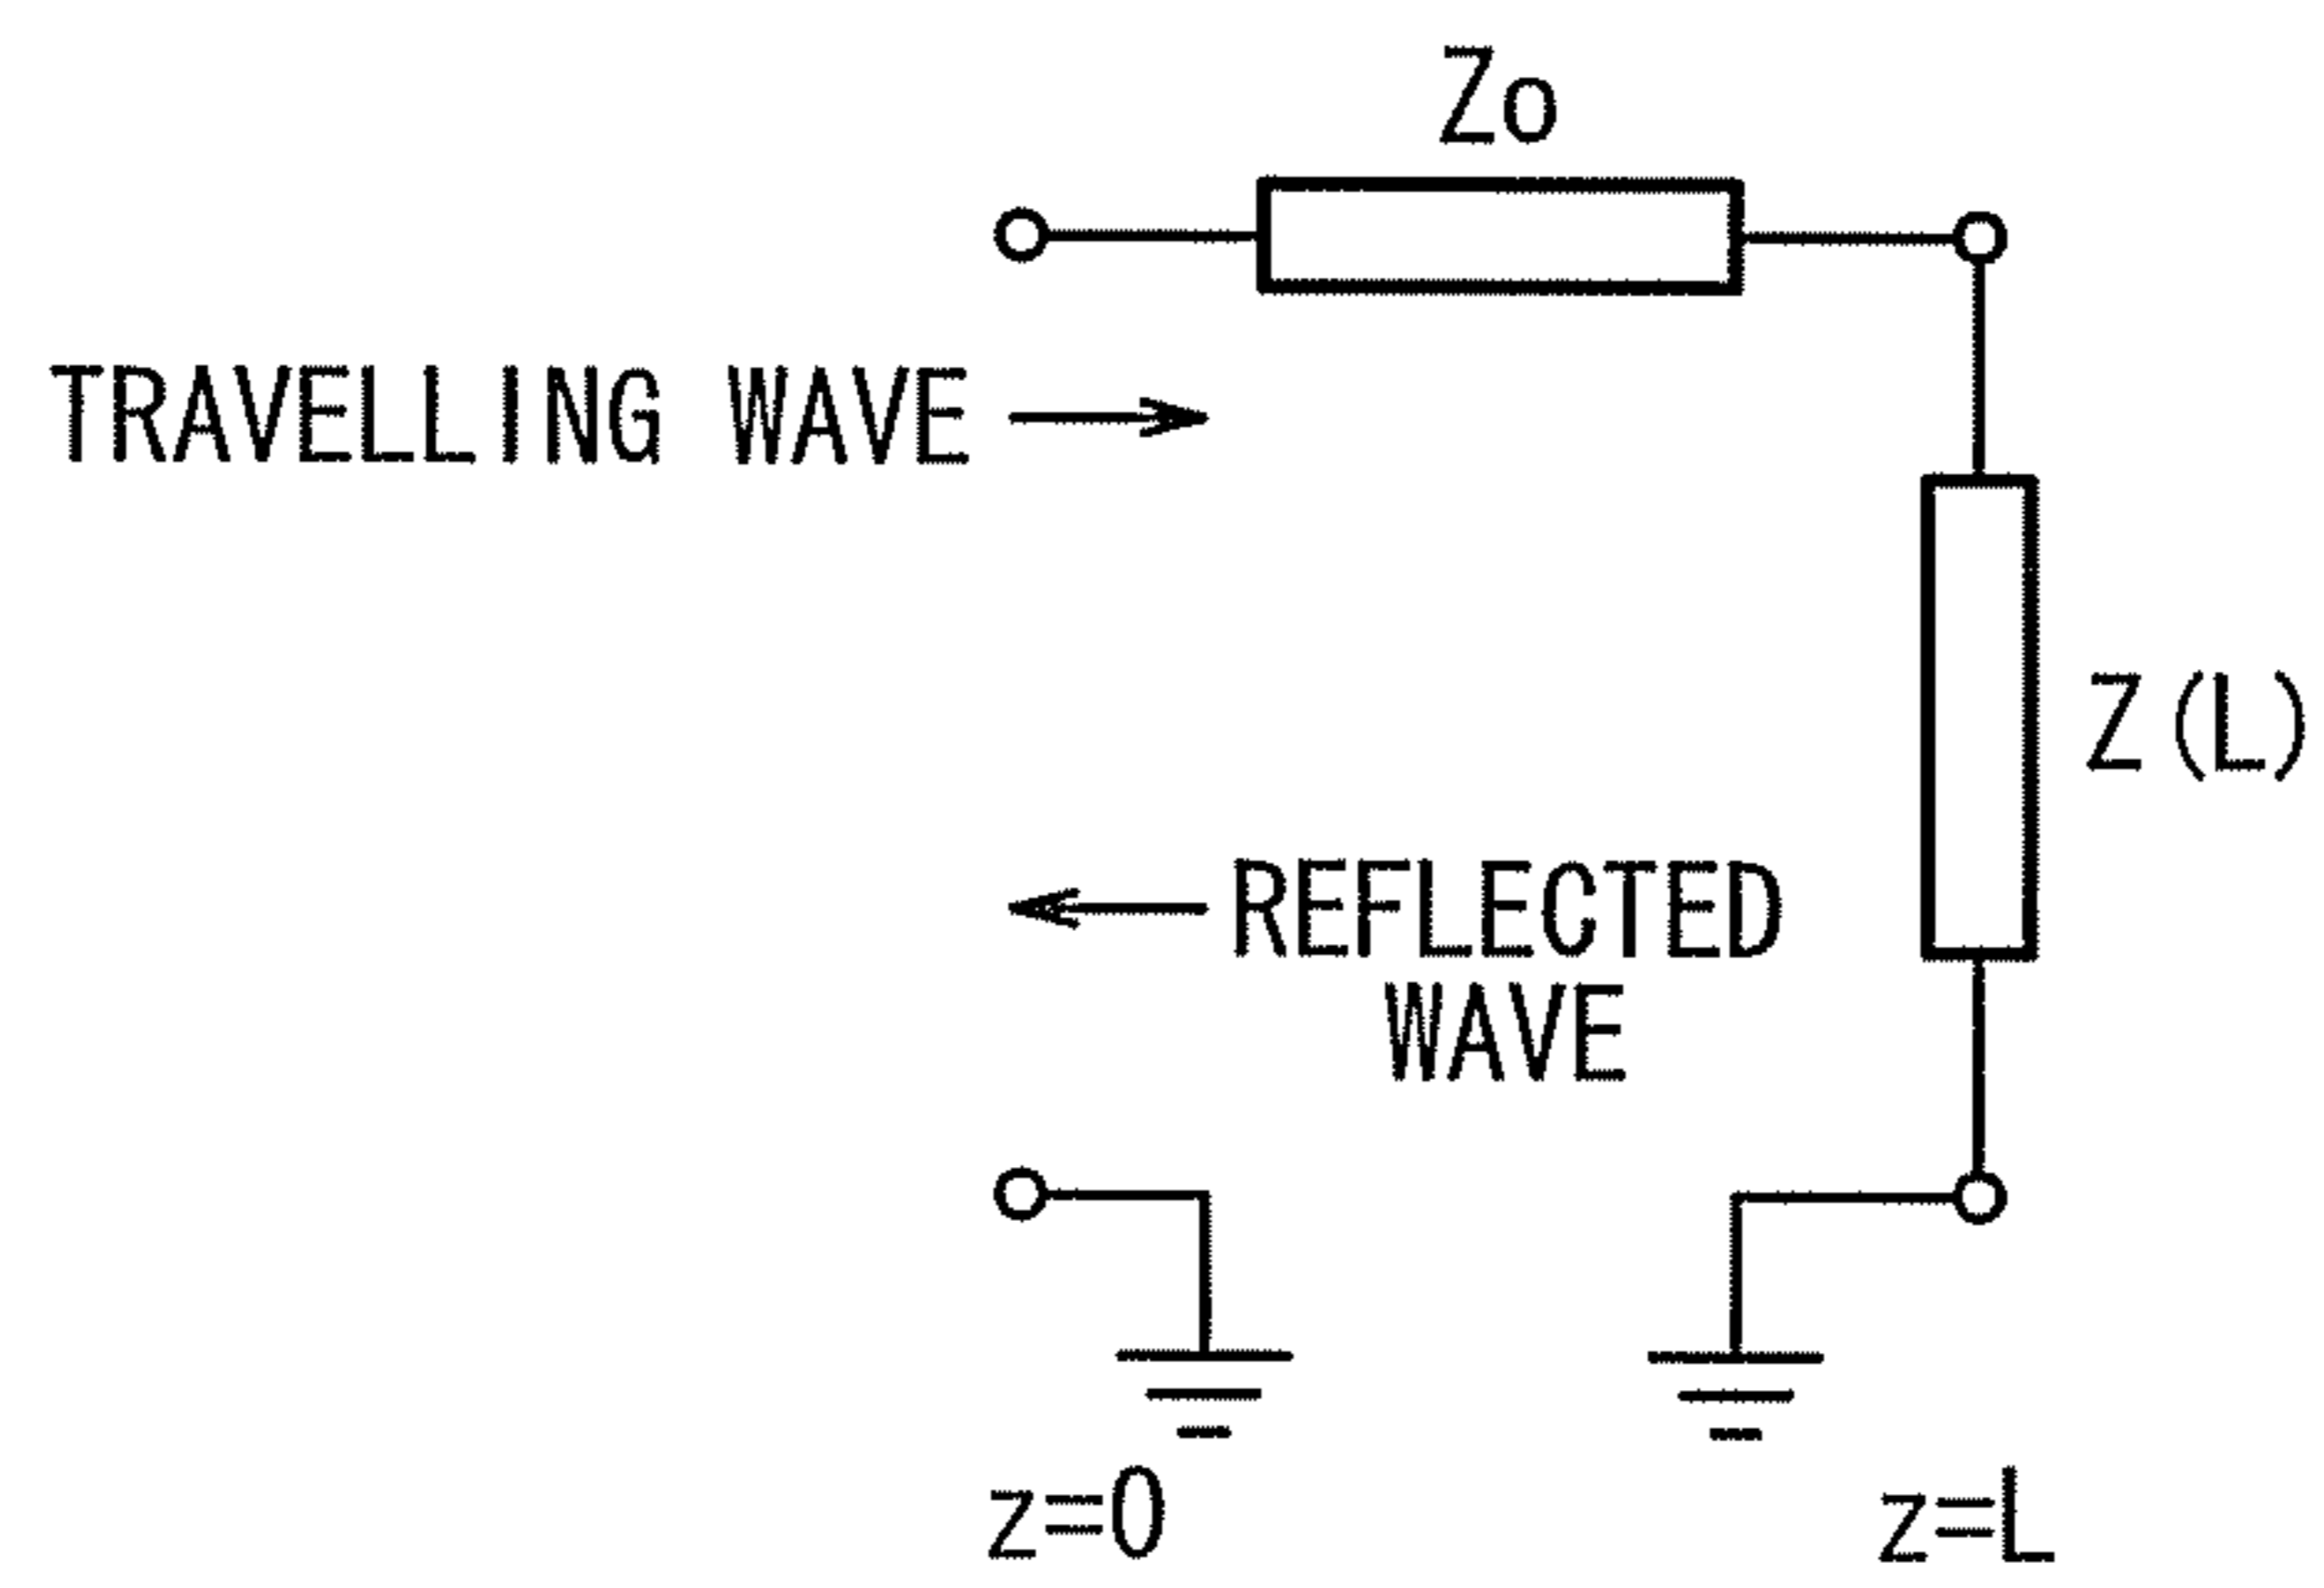 Zo
TRAVELLING WAVE
Z(L)
REFLECTED
WAVE
z=0
z=L